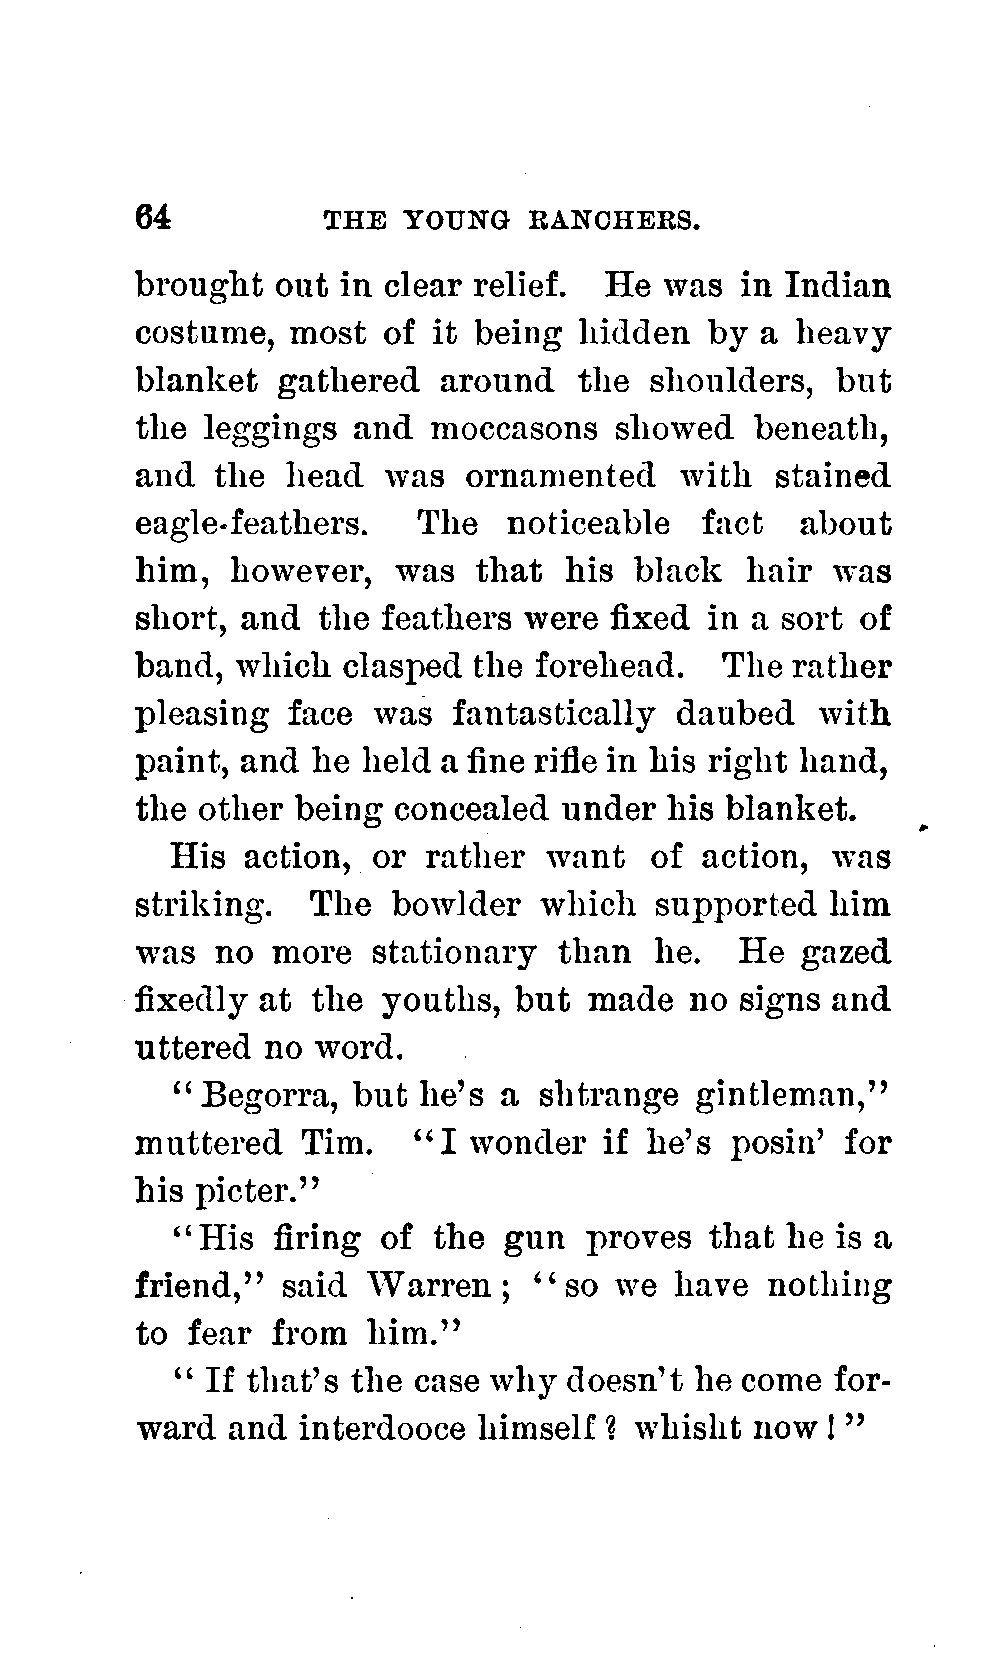 64 THE YOUNG RANCHERS.
brought out in clear relief. He was in Indian
costume, most of it being hidden by a heavy
blanket gathered around the shoulders, but
the leggings and moccasons showed beneath,
and the head was ornamented with stained
eagle-feathers. The noticeable fact about
him, however, was that his black hair was
short, and the feathers were fixed in a sort of
band, which clasped the forehead. The rather
pleasing face was fantastically daubed with
paint, and he held a fine rifle in his right hand,
the other being concealed under his blanket.
His action, or rather want of action, was
striking. The bowlder which supported him
was no more stationary than he. He gazed
fixedly at the youths, but made no signs and
uttered no word.
"Begorra, but he's a shtrange gintleman,"
muttered Tim. "I wonder if he's posin' for
his picter."
"His firing of the gun proves that he is a
friend," said Warren; "so we have nothing
to fear from him."
"If that's the case why doesn't he come for-
ward and interdooce himself? whisht now!"